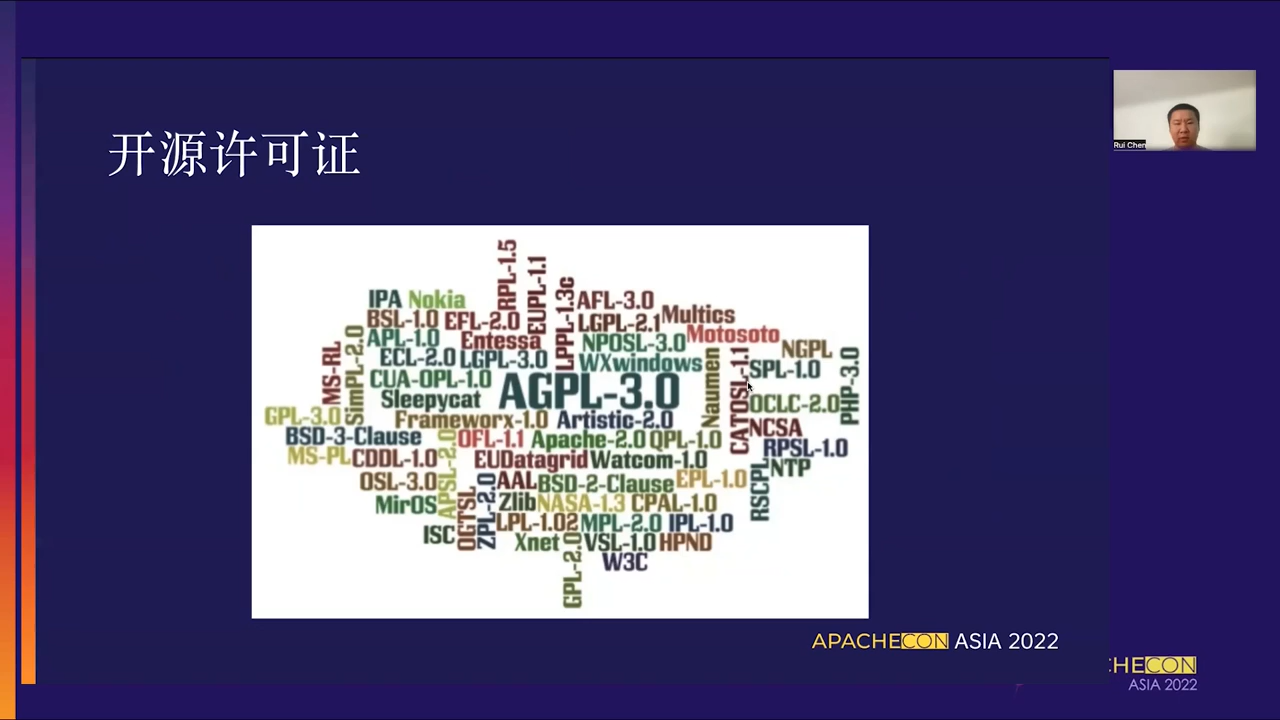 开源许可证
RPL-1.5
EUPL-1.1
LPPL-1.3c
IPA Nokia
AFL-3.0
BSL-1.0 EFL-2.0
LGPL-2.1 Multics
APL-1.0 Entessa
NPOSL-3.0 Motosoto
ECL-2.0 LGPL-3.0
WXwindows
NGPL
MS-RL
SimPL-2.0
CUA-OPL-1.0
AGPL-3.0
Naumen
CATOSL-1.1
SPL-1.0
PHP-3.0
Sleepycat
OCLC-2.0
GPL-3.0
Frameworx-1.0 Artistic-2.0
NCSA
BSD-3-Clause
OFL-1.1 Apache-2.0 QPL-1.0
RPSL-1.0
MS-PL CDDL-1.0
APSL-2.0
EUDatagrid Watcom-1.0
NTP
OSL-3.0
AAL BSD-2-Clause EPL-1.0
RSCPL
MirOS
OGTSL
ZPL-2.0
Zlib NASA-1.3 CPAL-1.0
ISC
LPL-1.02 MPL-2.0 IPL-1.0
Xnet
VSL-1.0 HPND
GPL-2.0
W3C
APACHECON ASIA 2022
Rui Chen
CHECON
ASIA 2022